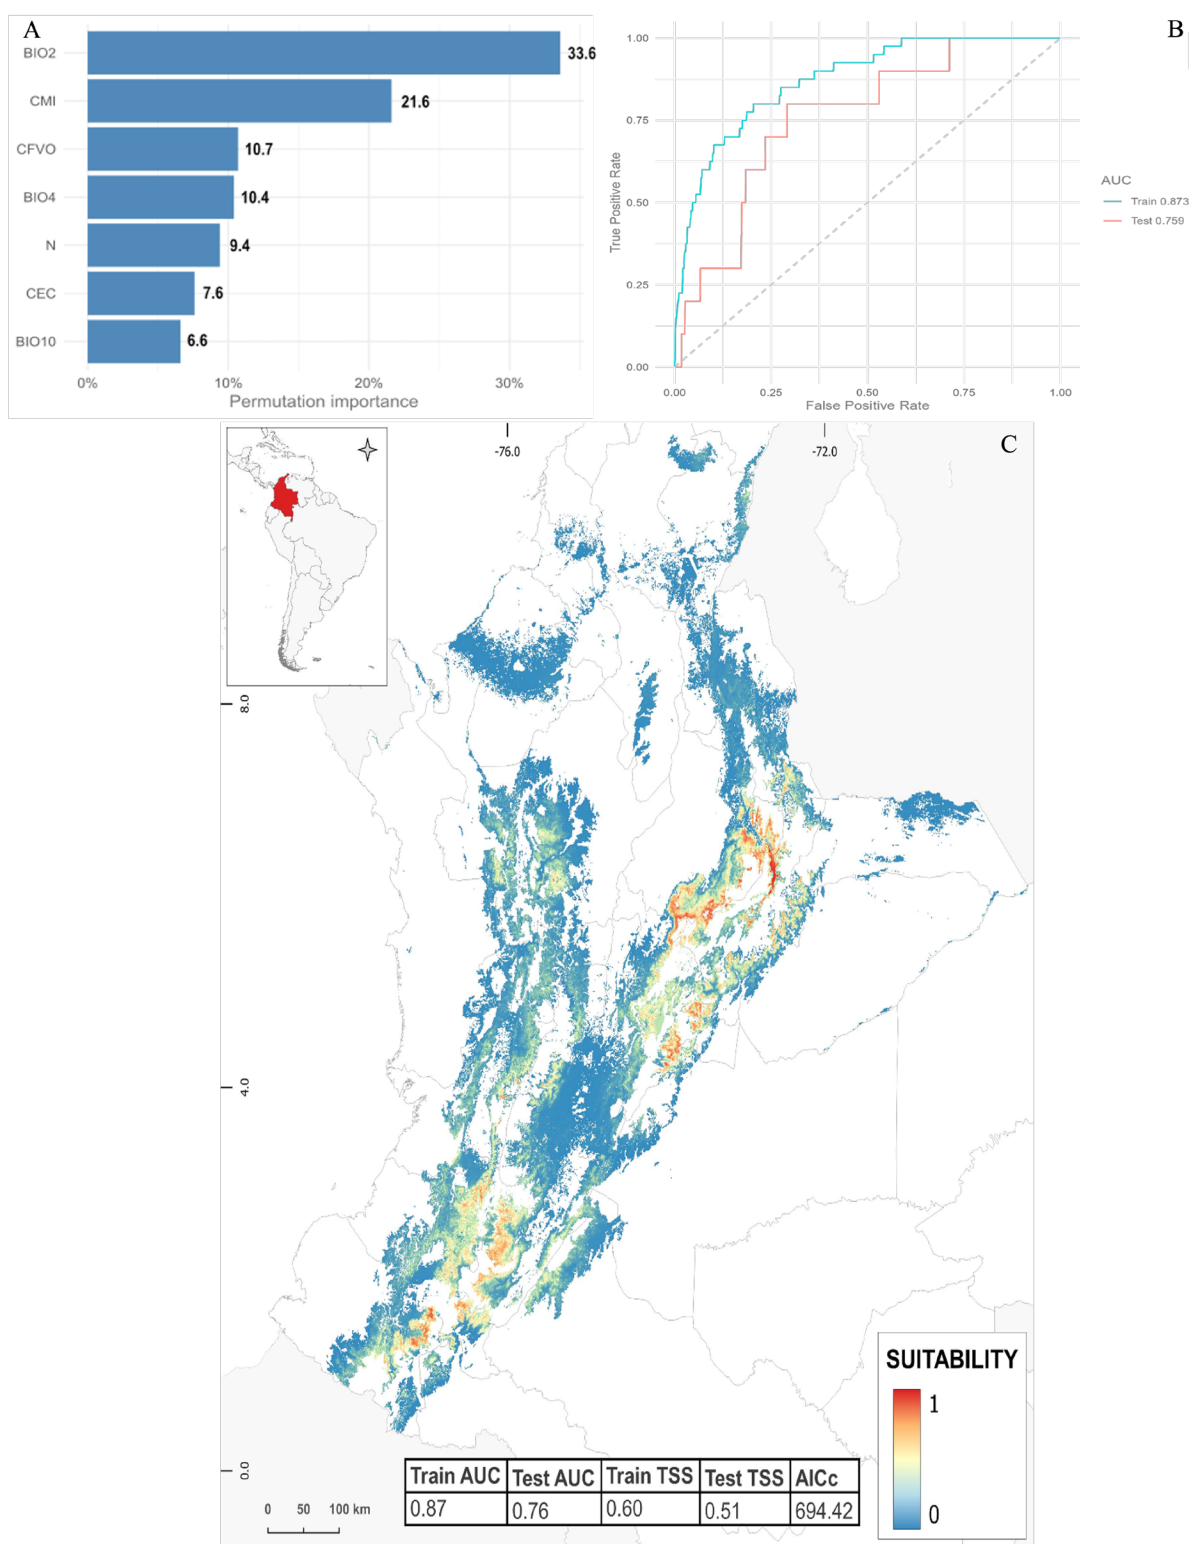 A
BIO2 33.6
CMI 21.6
CFVO 10.7
BIO4 10.4
N 9.4
CEC 7.6
BIO10 6.6
0% 10% 20% 30%
Permutation importance
B
1.00
0.75
0.50
0.25
0.00
True Positive Rate
0.00 0.25 0.50 0.75 1.00
False Positive Rate
AUC
Train 0.873
Test 0.759
C
-76.0 -72.0
8.0
4.0
0.0
SUITABILITY
1
0
0 50 100 km
Train AUC Test AUC Train TSS Test TSS AICc
0.87 0.76 0.60 0.51 694.42